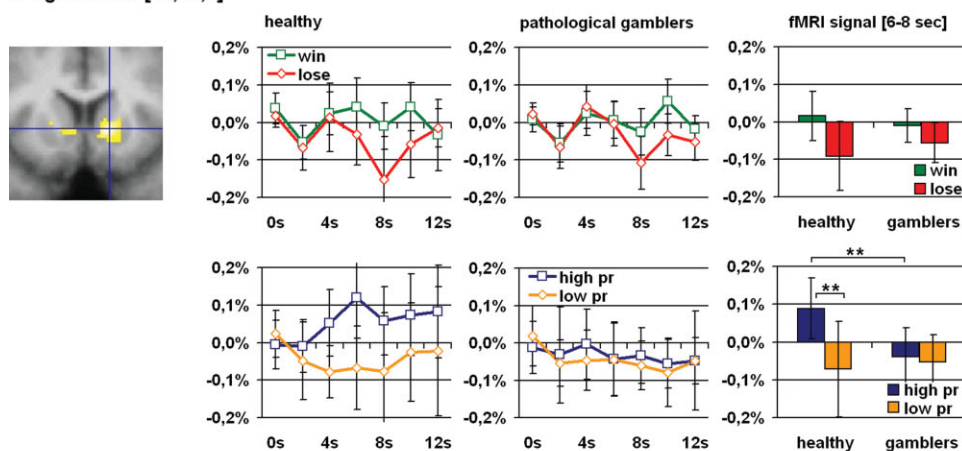 healthy
pathological gamblers
fMRI signal [6-8 sec]
0,2%
0,1%
0,0%
-0,1%
-0,2%
win
lose
0s 4s 8s 12s
0,2%
0,1%
0,0%
-0,1%
-0,2%
0s 4s 8s 12s
0,2%
0,1%
0,0%
-0,1%
-0,2%
win
lose
healthy gamblers
0,2%
0,1%
0,0%
-0,1%
-0,2%
0s 4s 8s 12s
0,2%
0,1%
0,0%
-0,1%
-0,2%
high pr
low pr
0s 4s 8s 12s
0,2%
0,1%
0,0%
-0,1%
-0,2%
**
**
high pr
low pr
healthy gamblers